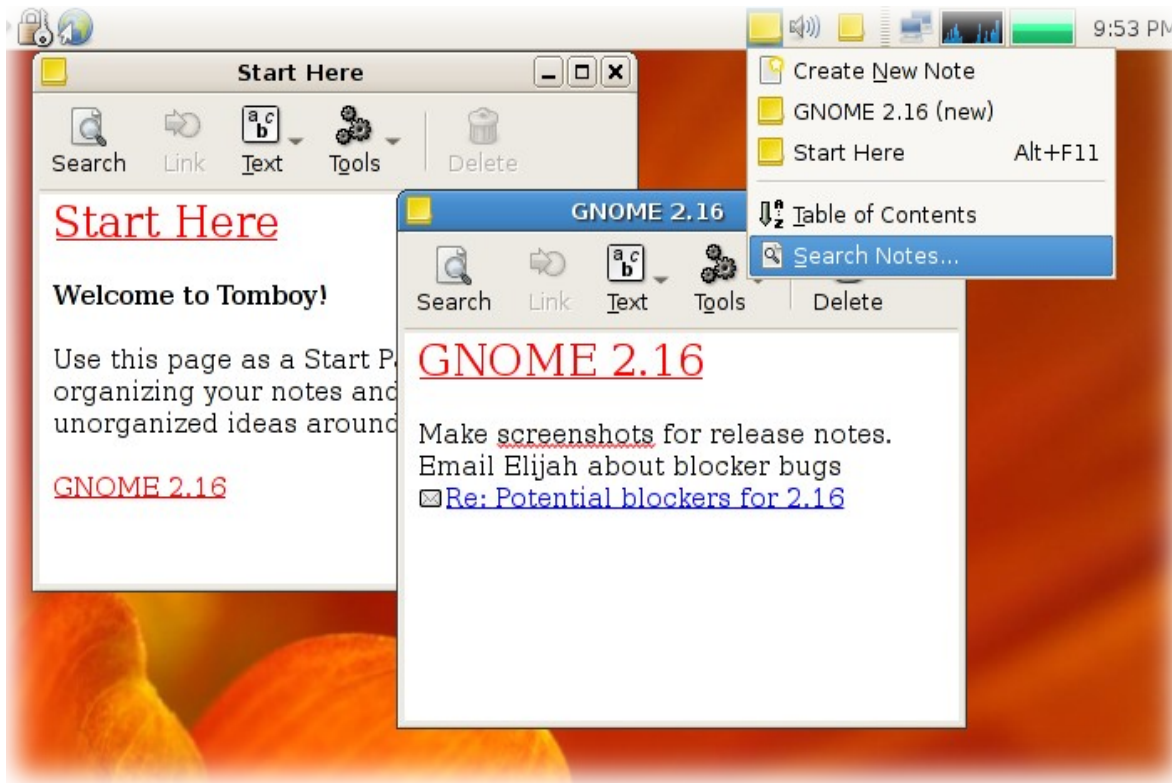 9:53 PM
Start Here
Search Link Text Tools Delete
Start Here
Welcome to Tomboy!
Use this page as a Start
organizing your notes and
unorganized ideas around
GNOME 2.16
GNOME 2.16
Search Link Text Tools Delete
GNOME 2.16
Make screenshots for release notes.
Email Elijah about blocker bugs
Re: Potential blockers for 2.16
Create New Note
GNOME 2.16 (new)
Start Here Alt+F11
Table of Contents
Search Notes...